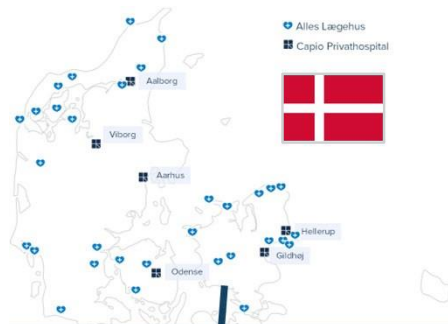 Alles Lægehus
Capio Privathospital
Aalborg
Viborg
Aarhus
Hellerup
Gildhøj
Odense